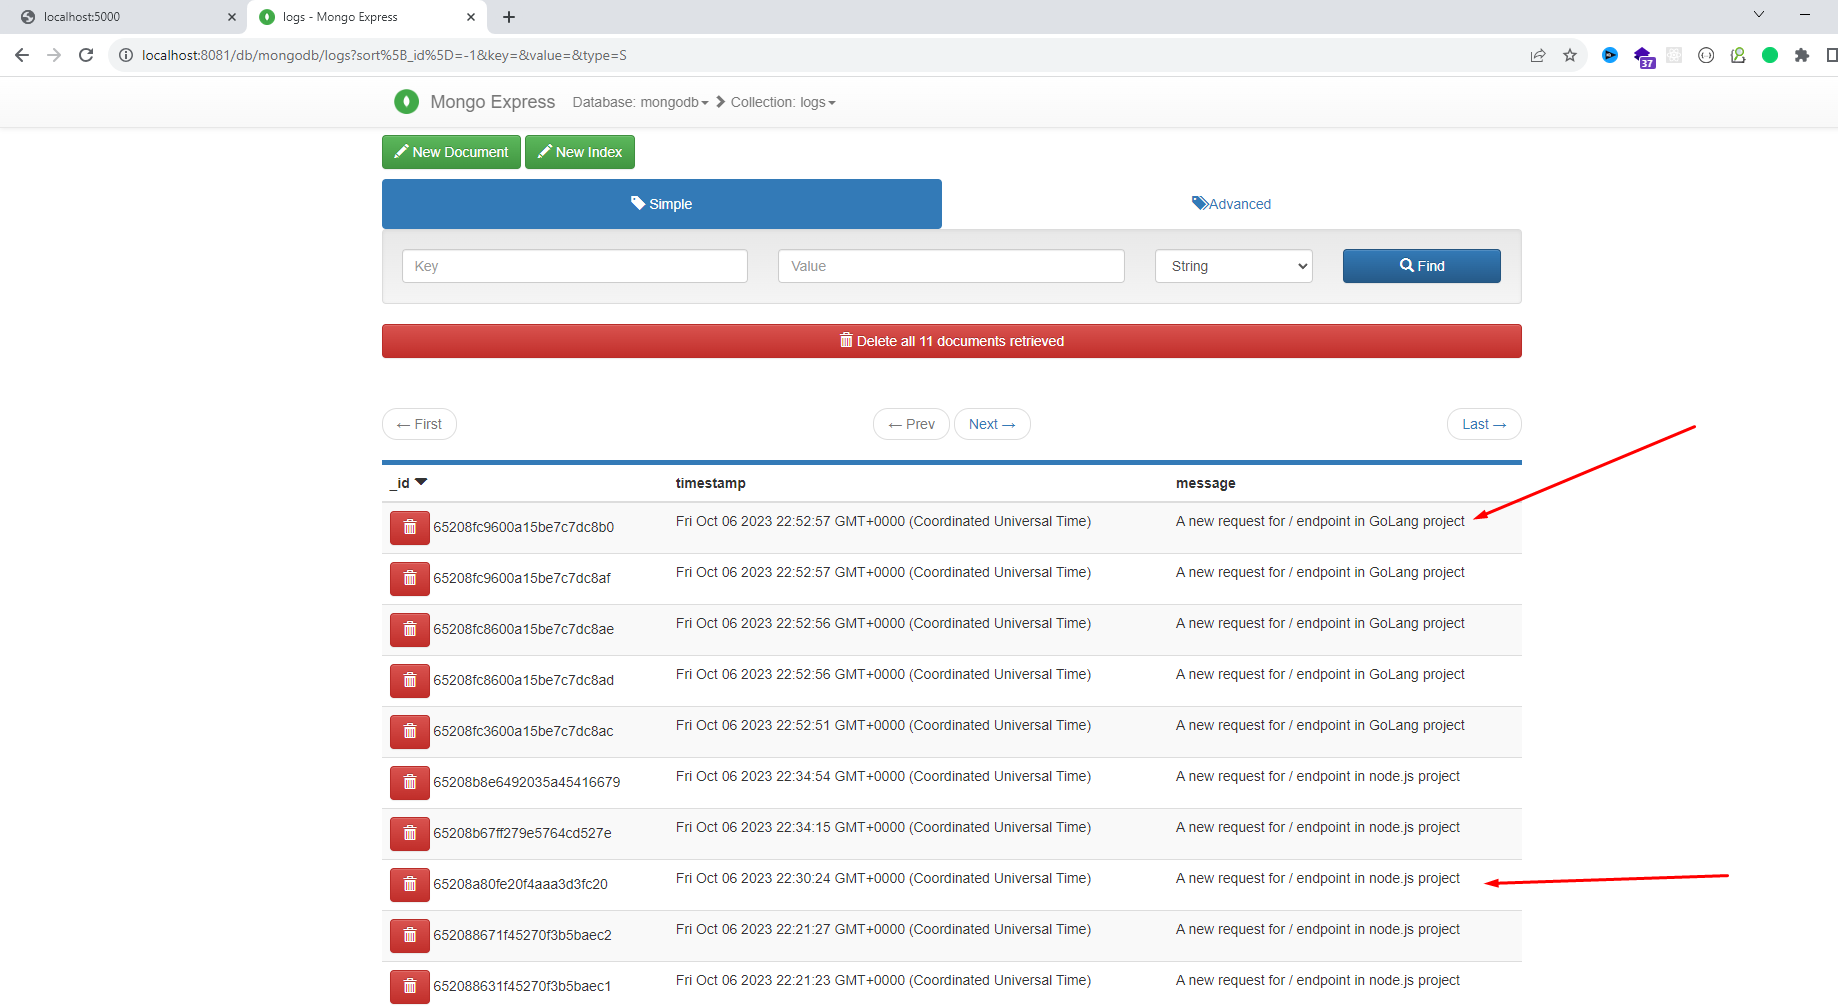 localhost:5000
logs - Mongo Express
localhost:8081/db/mongodb/logs?sort%5B_id%5D=-1&key=&value=&type=S
37
Mongo Express Database: mongodb Collection: logs
New Document New Index
Simple Advanced
Key Value String Find
Delete all 11 documents retrieved
← First ← Prev Next → Last →
_id timestamp message
65208fc9600a15be7c7dc8b0 Fri Oct 06 2023 22:52:57 GMT+0000 (Coordinated Universal Time) A new request for / endpoint in GoLang project
65208fc9600a15be7c7dc8af Fri Oct 06 2023 22:52:57 GMT+0000 (Coordinated Universal Time) A new request for / endpoint in GoLang project
65208fc8600a15be7c7dc8ae Fri Oct 06 2023 22:52:56 GMT+0000 (Coordinated Universal Time) A new request for / endpoint in GoLang project
65208fc8600a15be7c7dc8ad Fri Oct 06 2023 22:52:56 GMT+0000 (Coordinated Universal Time) A new request for / endpoint in GoLang project
65208fc3600a15be7c7dc8ac Fri Oct 06 2023 22:52:51 GMT+0000 (Coordinated Universal Time) A new request for / endpoint in GoLang project
65208b8e6492035a45416679 Fri Oct 06 2023 22:34:54 GMT+0000 (Coordinated Universal Time) A new request for / endpoint in node.js project
65208b67ff279e5764cd527e Fri Oct 06 2023 22:34:15 GMT+0000 (Coordinated Universal Time) A new request for / endpoint in node.js project
65208a80fe20f4aaa3d3fc20 Fri Oct 06 2023 22:30:24 GMT+0000 (Coordinated Universal Time) A new request for / endpoint in node.js project
652088671f45270f3b5baec2 Fri Oct 06 2023 22:21:27 GMT+0000 (Coordinated Universal Time) A new request for / endpoint in node.js project
652088631f45270f3b5baec1 Fri Oct 06 2023 22:21:23 GMT+0000 (Coordinated Universal Time) A new request for / endpoint in node.js project